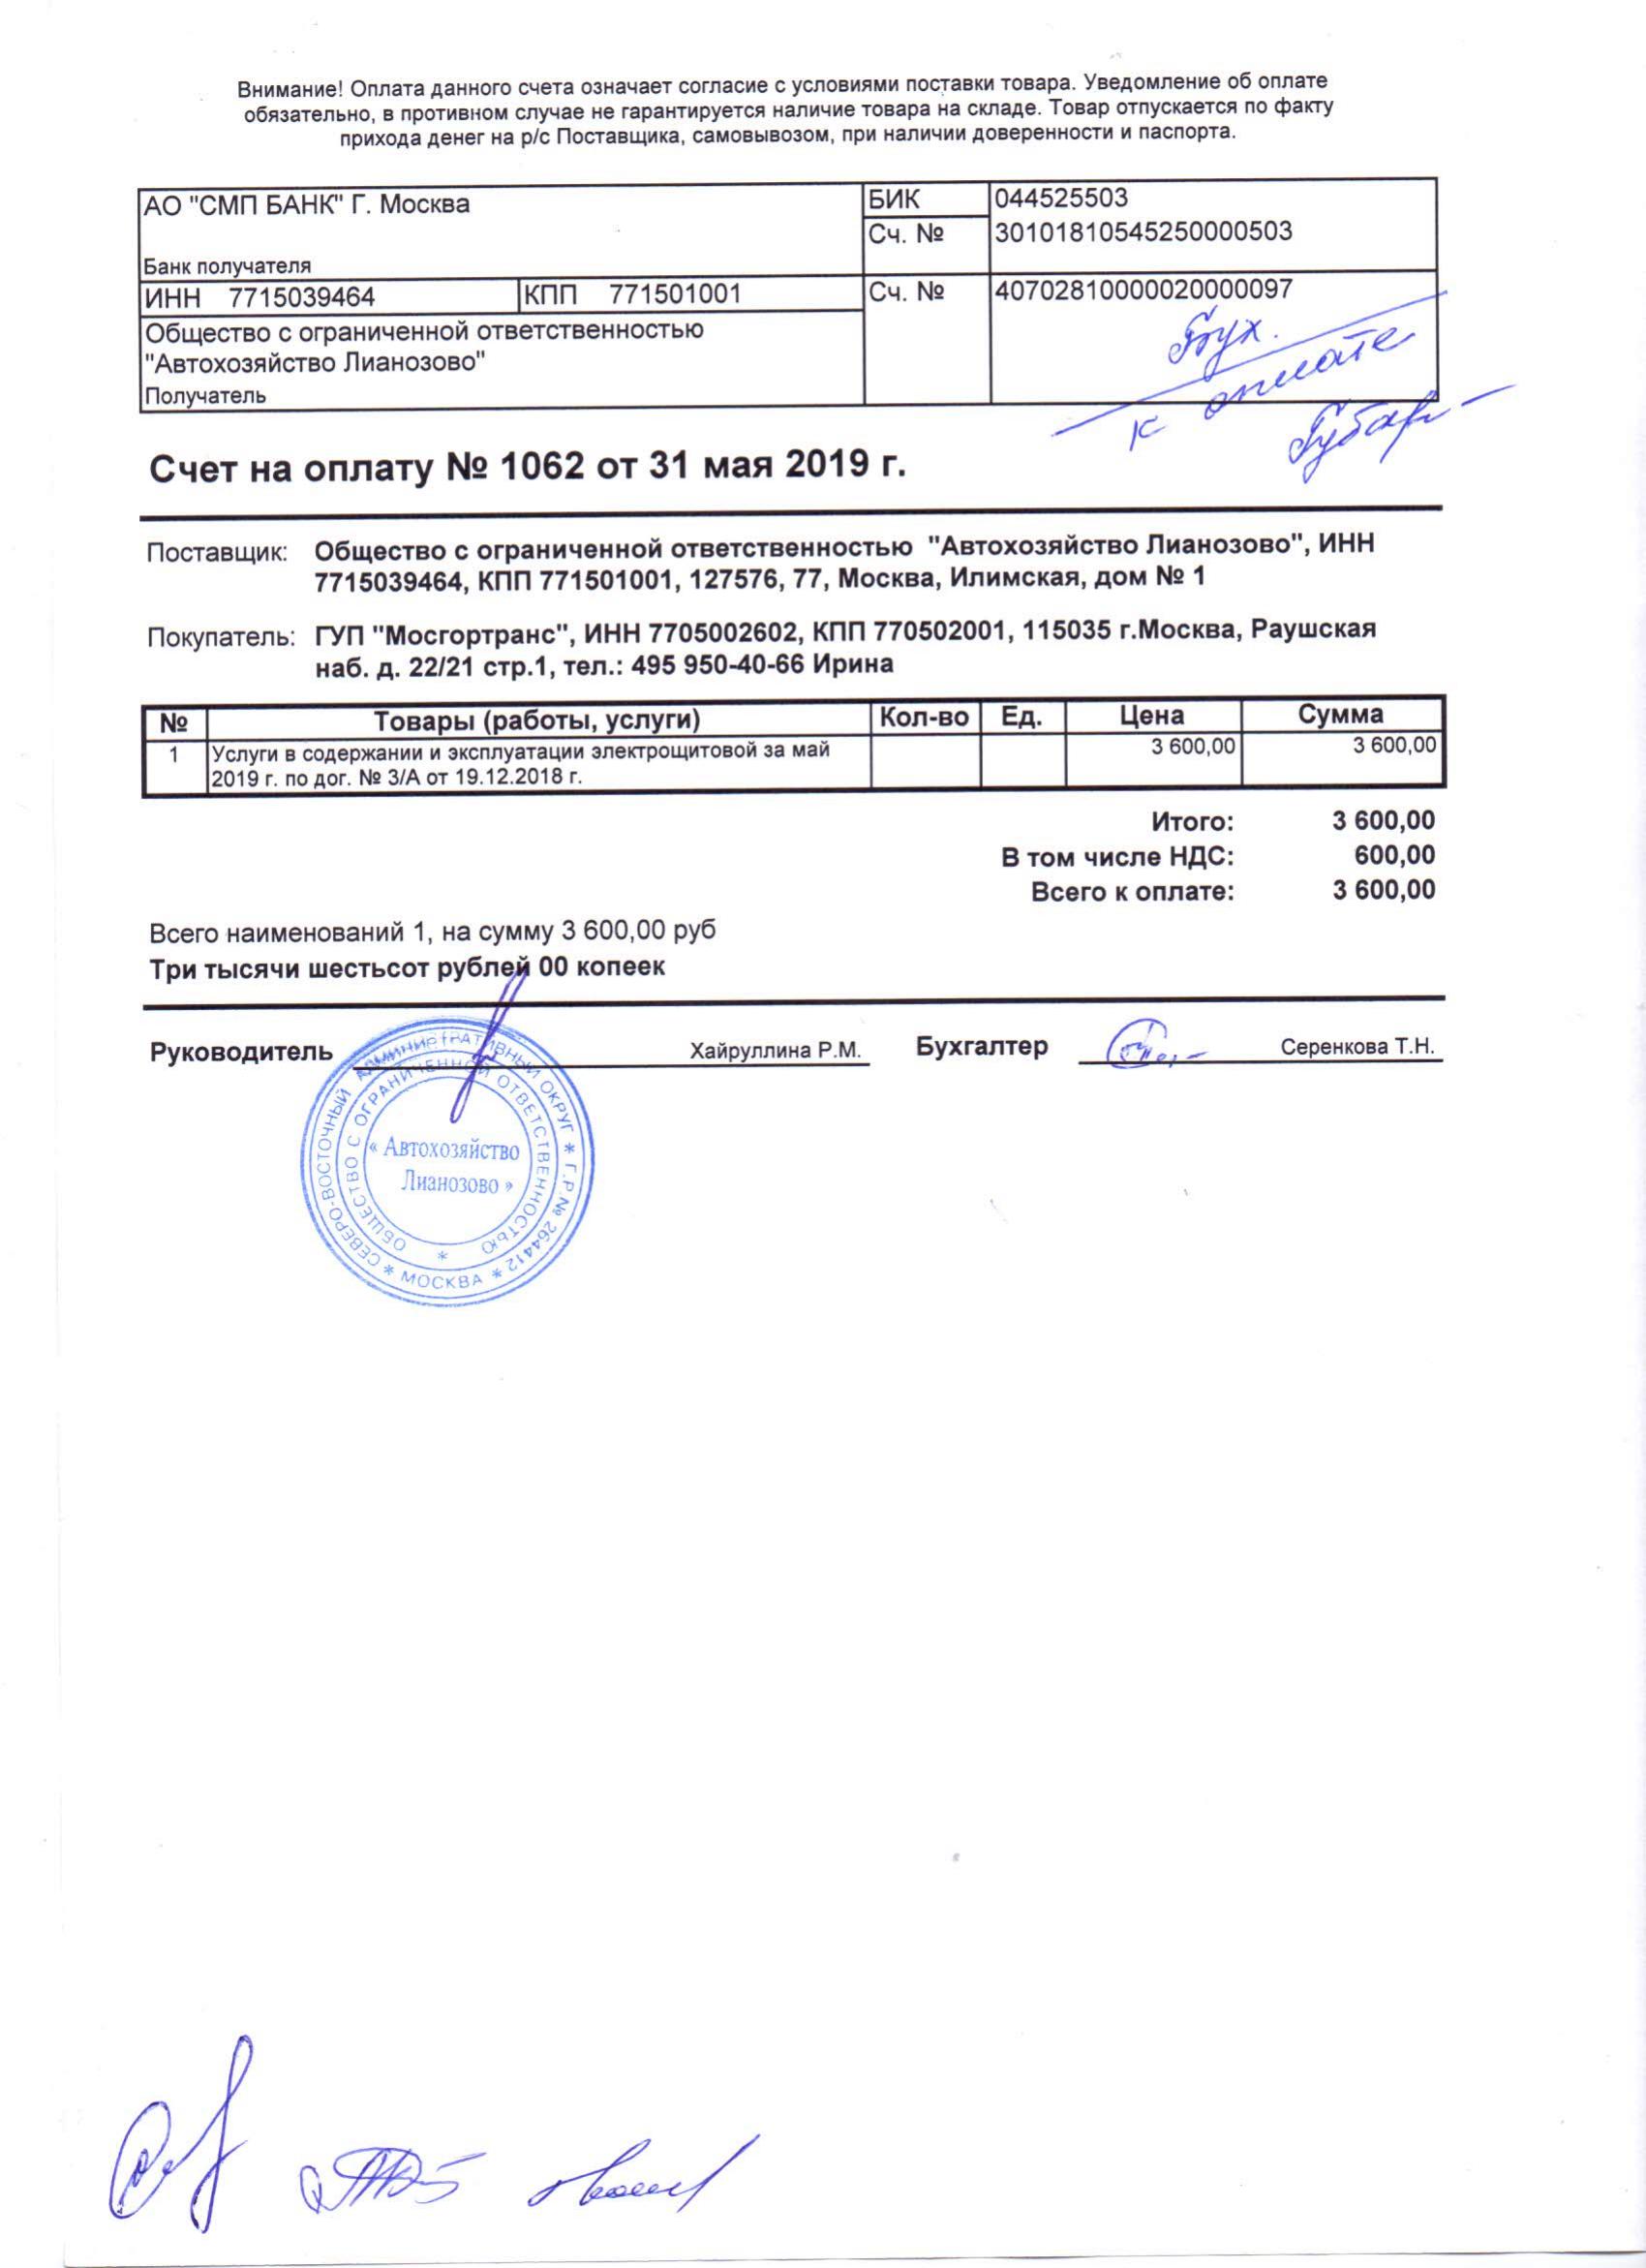 Внимание! Оплата данного счета означает согласие с условиями поставки товара. Уведомление об оплате
обязательно, в противном случае не гарантируется наличие товара на складе. Товар отпускается по факту
прихода денег на р/с Поставщика, самовывозом, при наличии доверенности и паспорта.
АО "СМП БАНК" Г. Москва БИК 044525503
Сч. № 30101810545250000503
Банк получателя
ИНН 7715039464 КПП 771501001 Сч. № 40702810000020000097
Общество с ограниченной ответственностью
"Автохозяйство Лианозово"
Получатель
Бух.
к оплате
Счет на оплату № 1062 от 31 мая 2019 г.
Поставщик: Общество с ограниченной ответственностью "Автохозяйство Лианозово", ИНН
7715039464, КПП 771501001, 127576, 77, Москва, Илимская, дом № 1
Покупатель: ГУП "Мосгортранс", ИНН 7705002602, КПП 770502001, 115035 г.Москва, Раушская
наб. д. 22/21 стр.1, тел.: 495 950-40-66 Ирина
№ Товары (работы, услуги) Кол-во Ед. Цена Сумма
1 Услуги в содержании и эксплуатации электрощитовой за май 3 600,00 3 600,00
2019 г. по дог. № 3/А от 19.12.2018 г.
Итого: 3 600,00
В том числе НДС: 600,00
Всего к оплате: 3 600,00
Всего наименований 1, на сумму 3 600,00 руб
Три тысячи шестьсот рублей 00 копеек
Руководитель Хайруллина Р.М. Бухгалтер Серенкова Т.Н.
СЕВЕРО-ВОСТОЧНЫЙ АДМИНИСТРАТИВНЫЙ ОКРУГ * Г.Р.№ 264412 * МОСКВА *
ОБЩЕСТВО С ОГРАНИЧЕННОЙ ОТВЕТСТВЕННОСТЬЮ *
« Автохозяйство
Лианозово »